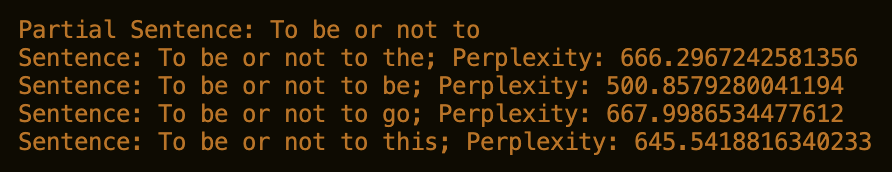 Partial Sentence: To be or not to
Sentence: To be or not to the; Perplexity: 666.2967242581356
Sentence: To be or not to be; Perplexity: 500.8579280041194
Sentence: To be or not to go; Perplexity: 667.9986534477612
Sentence: To be or not to this; Perplexity: 645.5418816340233